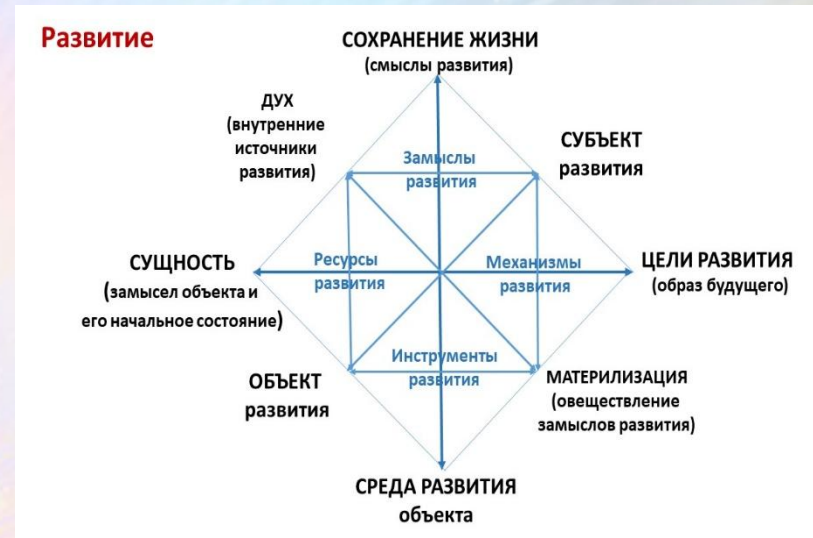 Развитие
СОХРАНЕНИЕ ЖИЗНИ
(смыслы развития)
ДУХ
(внутренние
источники
развития)
СУБЪЕКТ
развития
Замыслы
развития
СУЩНОСТЬ
(замысел объекта и
его начальное состояние)
Ресурсы
развития
Механизмы
развития
ЦЕЛИ РАЗВИТИЯ
(образ будущего)
ОБЪЕКТ
развития
Инструменты
развития
МАТЕРИЛИЗАЦИЯ
(овеществление
замыслов развития)
СРЕДА РАЗВИТИЯ
объекта